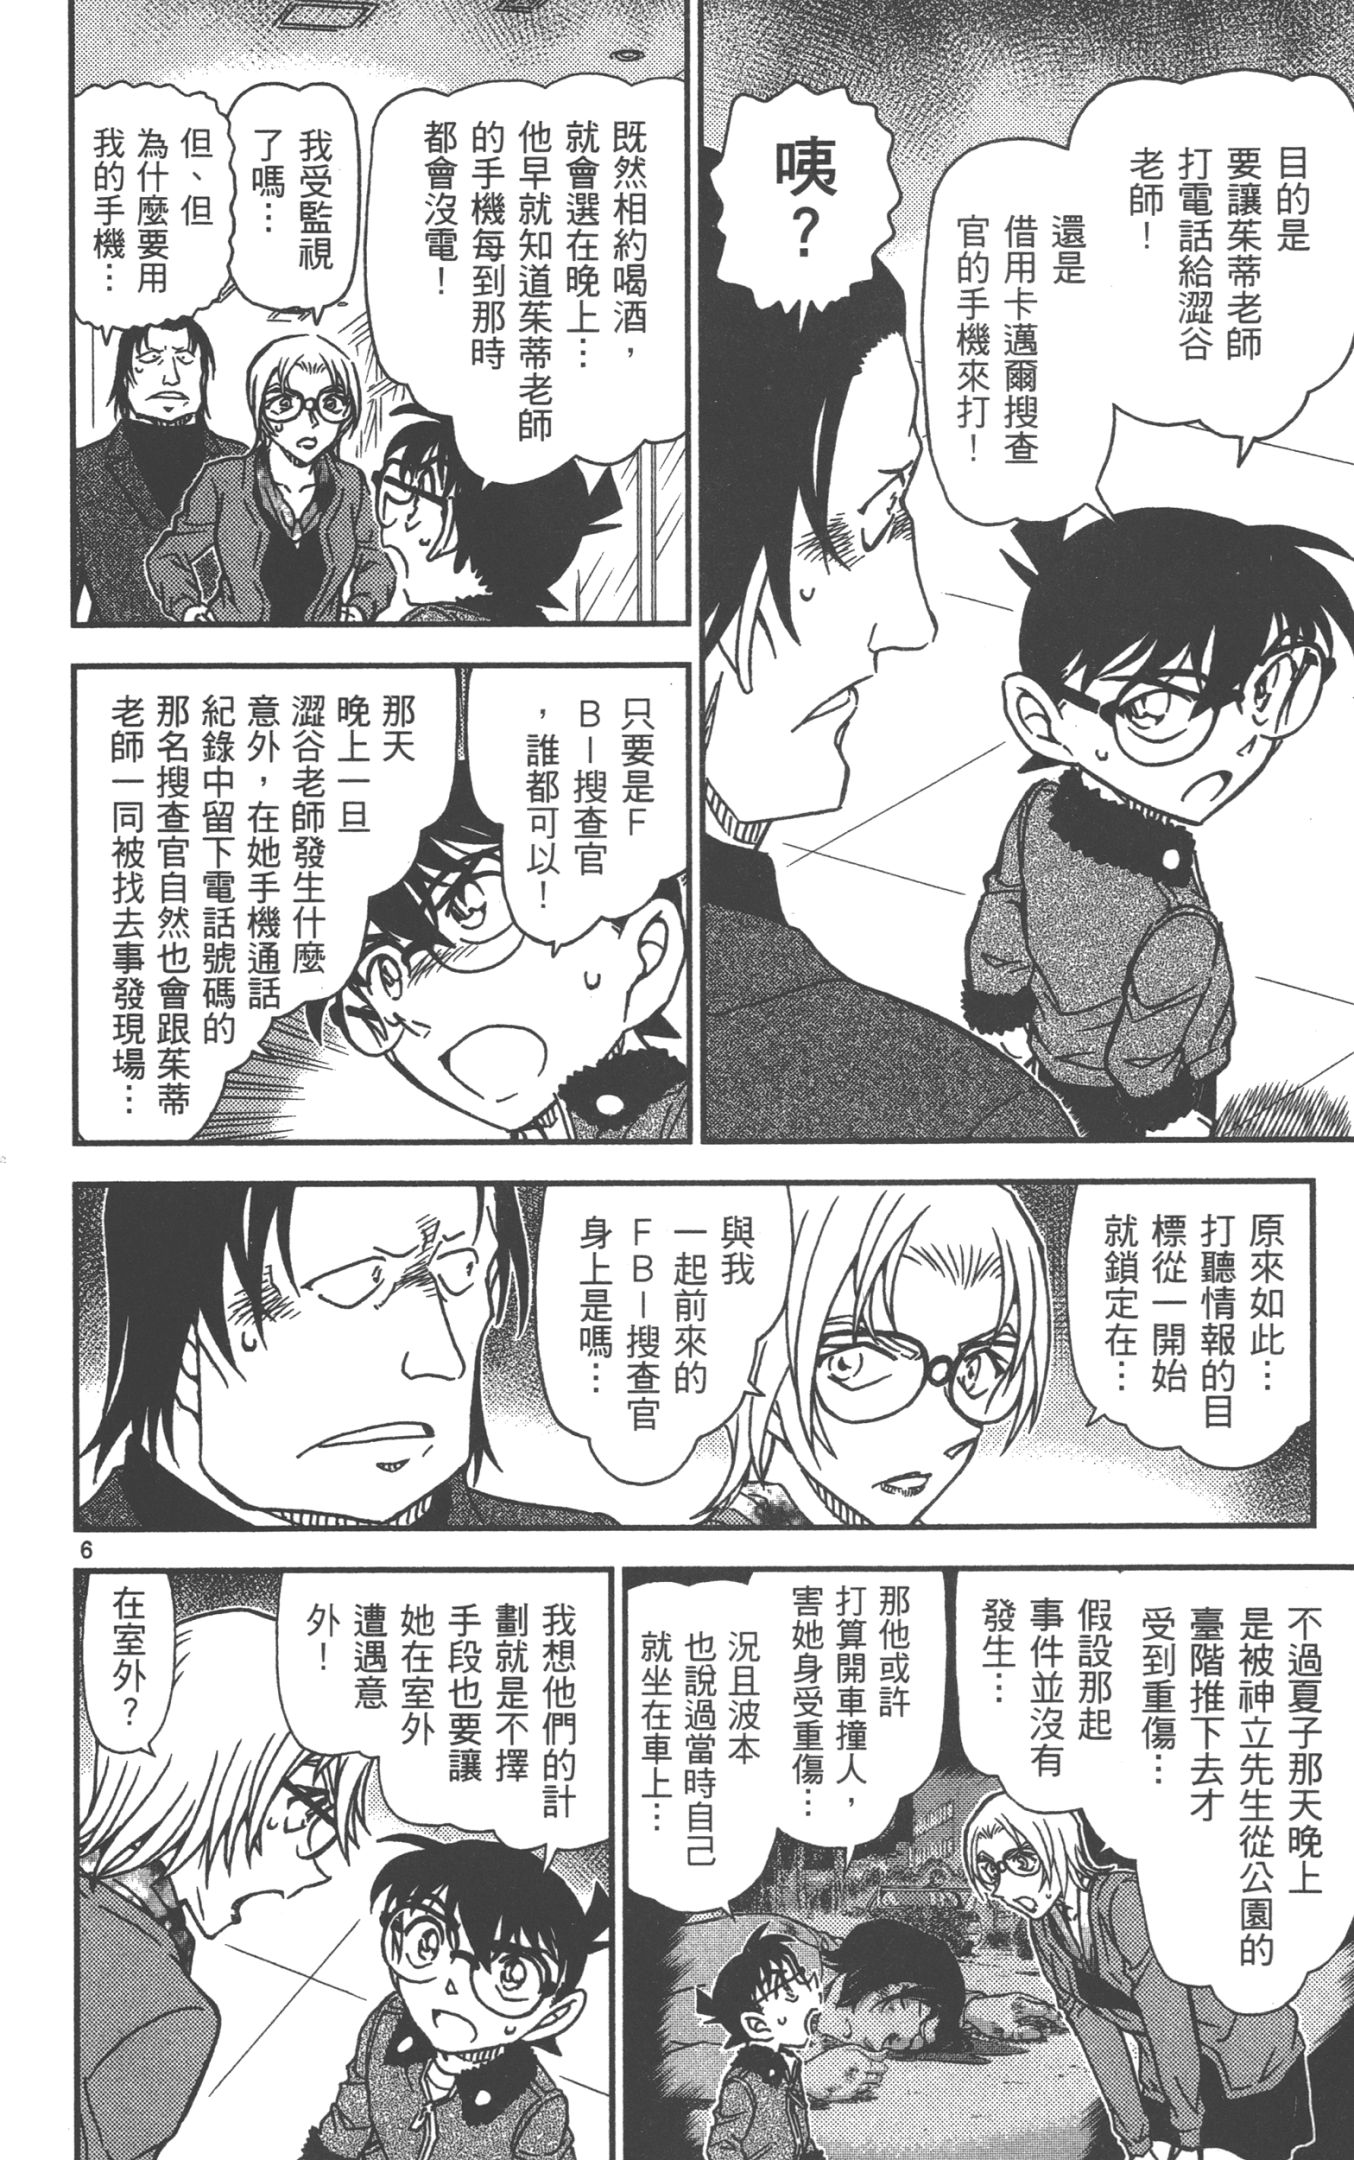 目的是
要讓茱蒂老師
打電話給澀谷
老師！
還是
借用卡邁爾搜查
官的手機來打！
咦？
既然相約喝酒，
就會選在晚上…
他早就知道茱蒂老師
的手機每到那時
都會沒電！
我受監視
了嗎…
但、但
為什麼要用
我的手機…
只要是F
BI搜查官
，誰都可以！
那天
晚上一旦
澀谷老師發生什麼
意外，在她手機通話
紀錄中留下電話號碼的
那名搜查官自然也會跟茱蒂
老師一同被找去事發現場…
原來如此…
打聽情報的目
標從一開始
就鎖定在…
與我
一起前來的
FBI搜查官
身上是嗎…
不過夏子那天晚上
是被神立先生從公園的
臺階推下去才
受到重傷…
假設那起
事件並沒有
發生…
那他或許
打算開車撞人，
害她身受重傷…
況且波本
也說過當時自己
就坐在車上…
我想他們的計
劃就是不擇
手段也要讓
她在室外
遭遇意
外！
在室外？
6